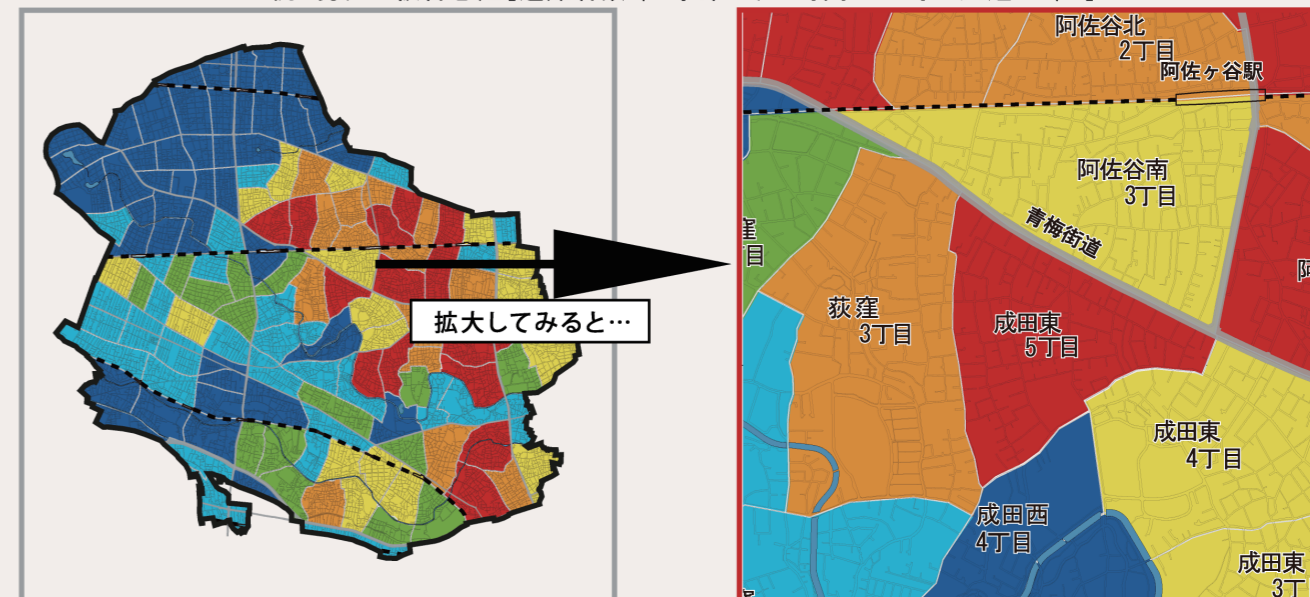 拡大してみると…
阿佐谷北
2丁目
阿佐ヶ谷駅
阿佐谷南
3丁目
青梅街道
荻窪
3丁目
成田東
5丁目
成田東
4丁目
成田西
4丁目
成田東
3丁